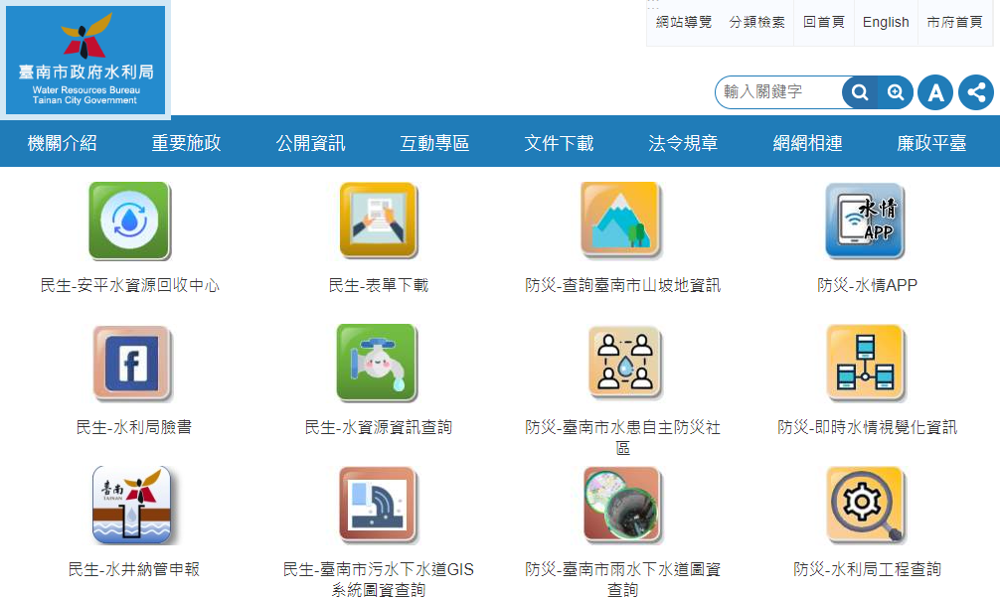 網站導覽 分類檢索 回首頁 English 市府首頁
臺南市政府水利局
Water Resources Bureau
Tainan City Government
輸入關鍵字
A
機關介紹 重要施政 公開資訊 互動專區 文件下載 法令規章 網網相連 廉政平臺
水情
APP
民生-安平水資源回收中心 民生-表單下載 防災-查詢臺南市山坡地資訊 防災-水情APP
f
民生-水利局臉書 民生-水資源資訊查詢 防災-臺南市水患自主防災社 防災-即時水情視覺化資訊
區
臺南
TAINAN
民生-水井納管申報 民生-臺南市污水下水道GIS 防災-臺南市雨水下水道圖資 防災-水利局工程查詢
系統圖資查詢 查詢